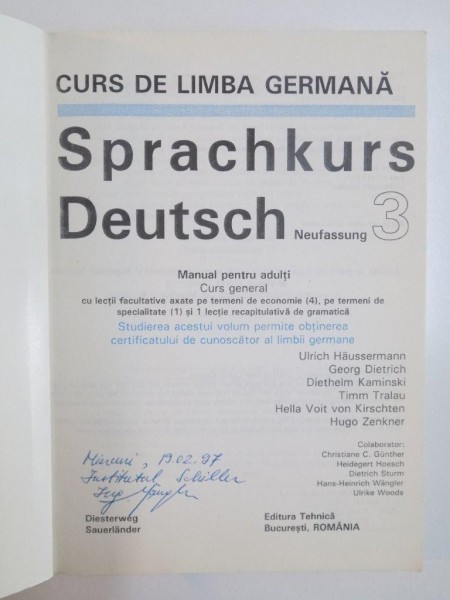 CURS DE LIMBA GERMANĂ
Sprachkurs
Deutsch Neufassung 3
Manual pentru adulți
Curs general
cu lecții facultative axate pe termeni de economie (4), pe termeni de
specialitate (1) și 1 lecție recapitulativă de gramatică
Studierea acestui volum permite obținerea
certificatului de cunoscător al limbii germane
Ulrich Häussermann
Georg Dietrich
Diethelm Kaminski
Timm Tralau
Hella Voit von Kirschten
Hugo Zenkner
Colaborator:
Christiane C. Günther
Heidegert Hoesch
Dietrich Sturm
Hans-Heinrich Wängler
Ulrike Woods
Miercuri, 19.02.97
Institutul Schiller
Diesterweg
Sauerländer
Editura Tehnică
București, ROMÂNIA